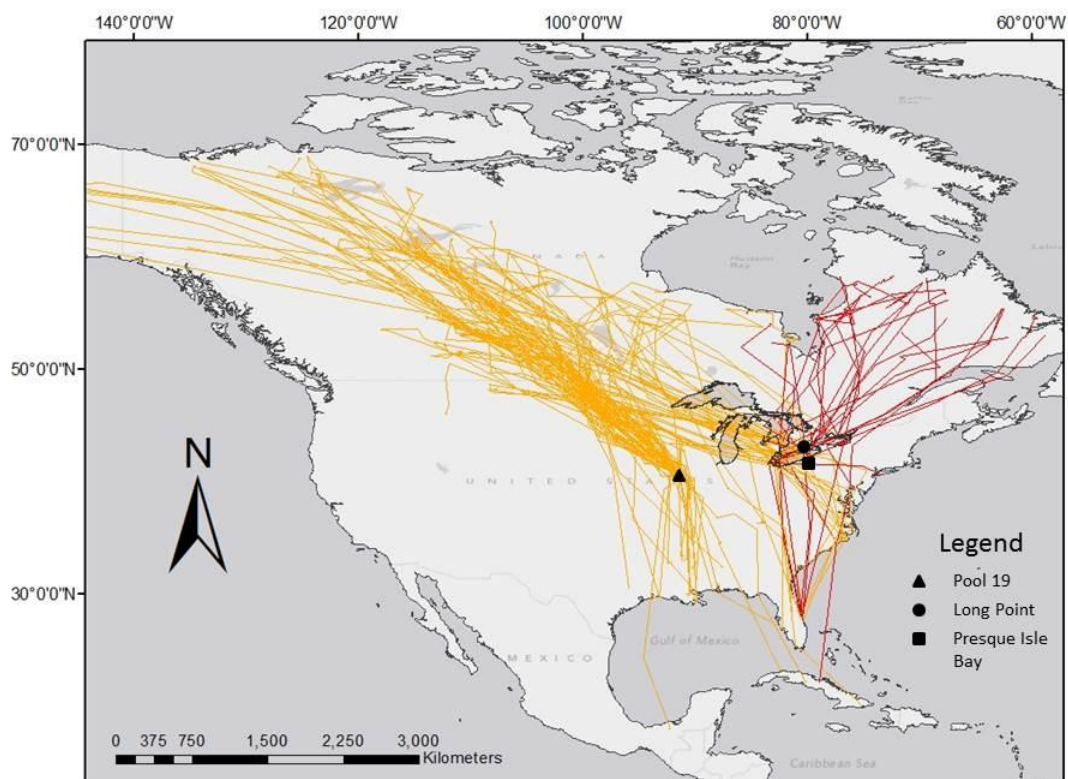 140°0'0"W 120°0'0"W 100°0'0"W 80°0'0"W 60°0'0"W
70°0'0"N
Hudson
Bay
50°0'0"N
N
UNITED STATES
Legend
Pool 19
30°0'0"N
Long Point
Presque Isle
Bay
Gulf of Mexico
MEXICO
0 375 750 1,500 2,250 3,000
Kilometers
Caribbean Sea